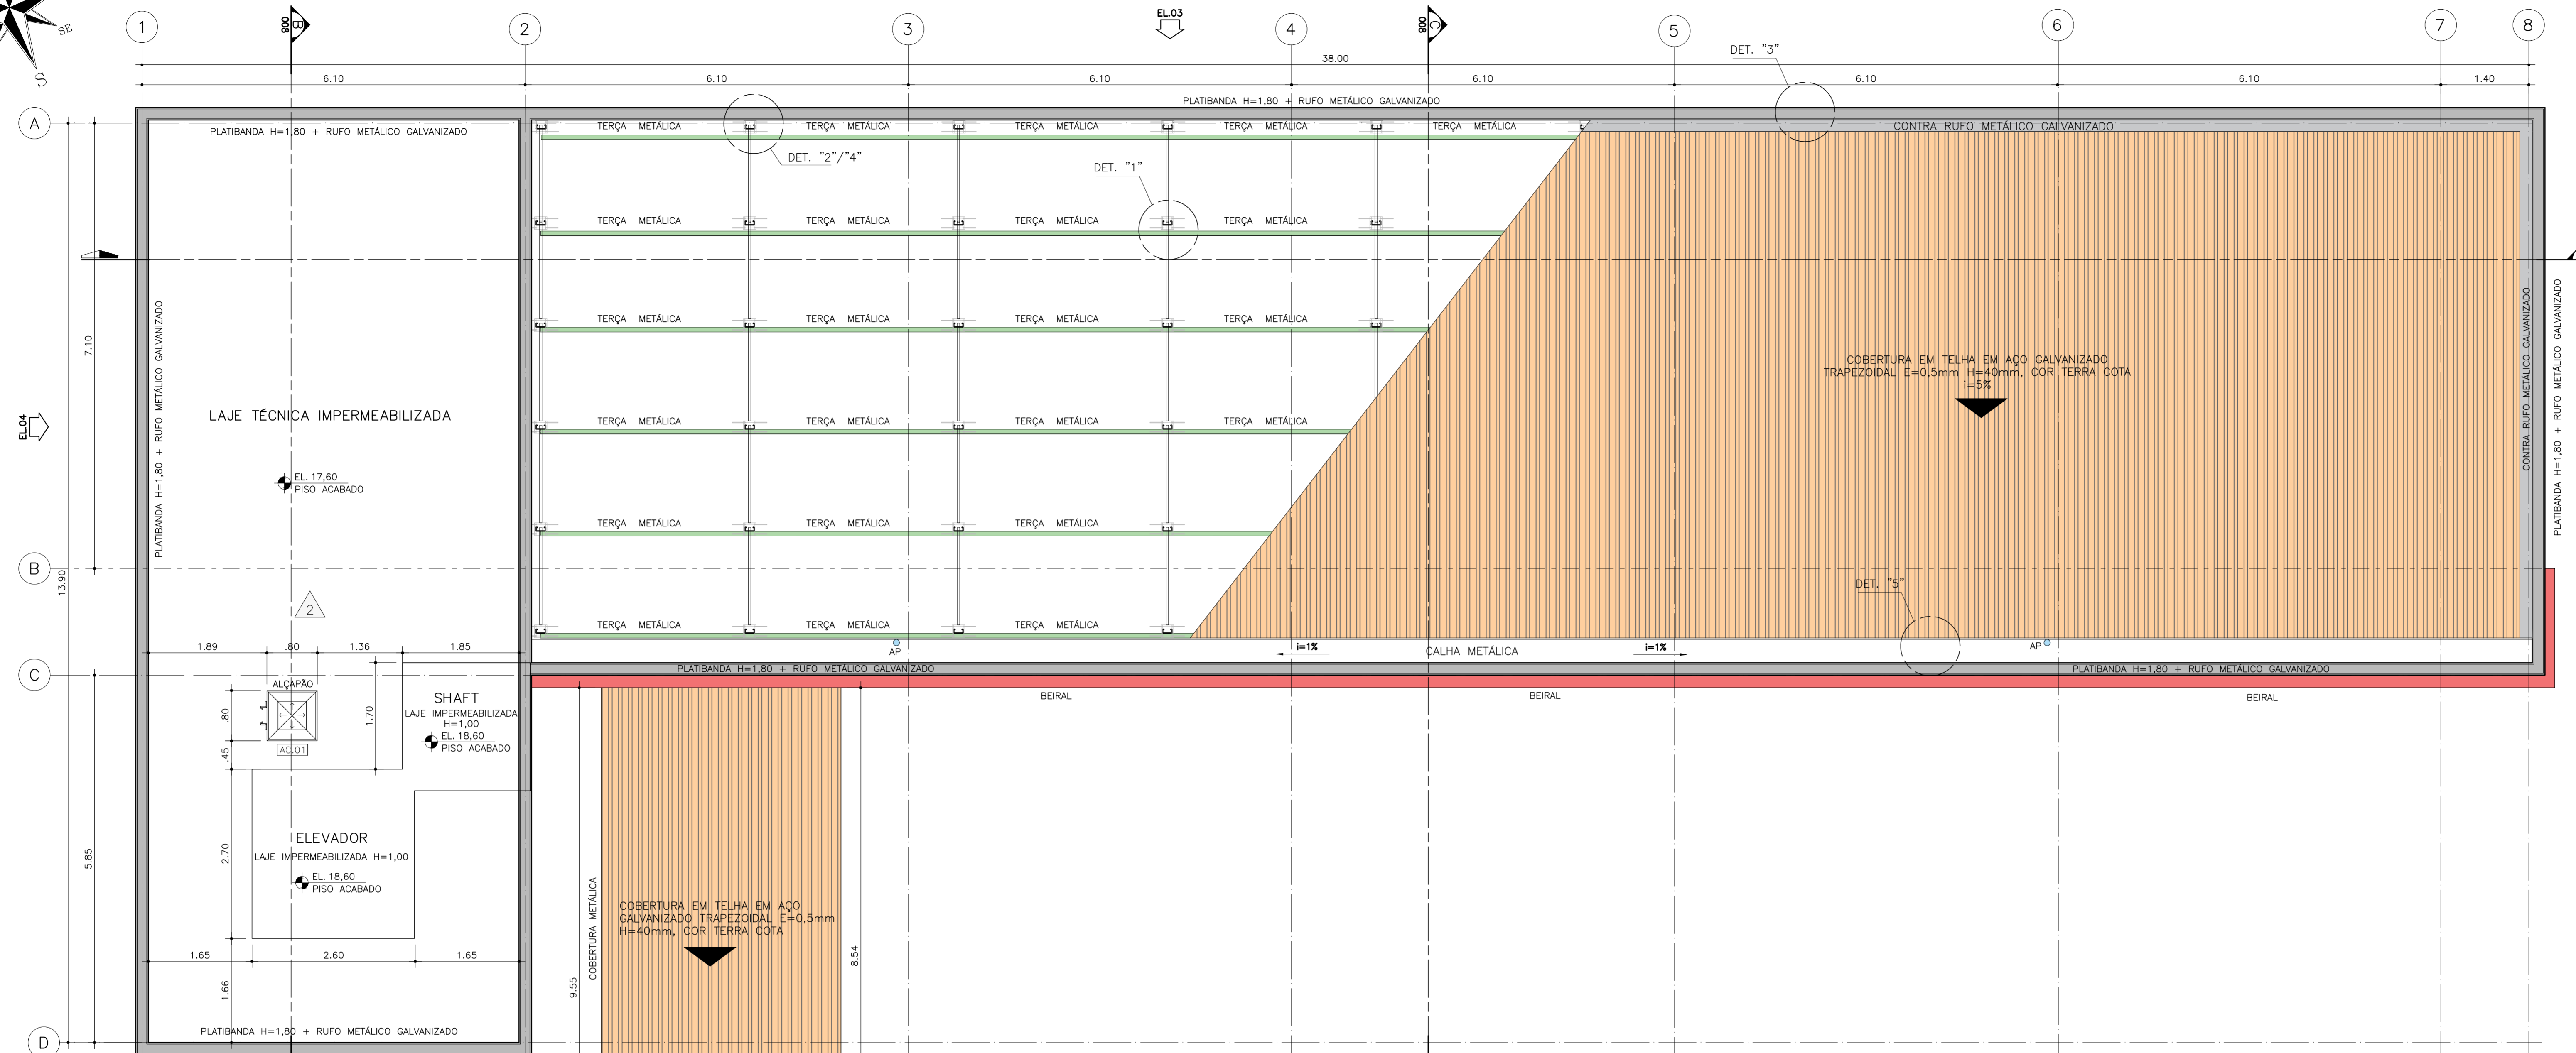 SE
S
1
B
008
2
3
EL.03
4
008
C
5
6
7
8
DET. "3"
38.00
6.10
6.10
6.10
6.10
6.10
6.10
1.40
PLATIBANDA H=1,80 + RUFO METÁLICO GALVANIZADO
A
PLATIBANDA H=1,80 + RUFO METÁLICO GALVANIZADO
TERÇA METÁLICA
TERÇA METÁLICA
TERÇA METÁLICA
TERÇA METÁLICA
TERÇA METÁLICA
CONTRA RUFO METÁLICO GALVANIZADO
DET. "2"/"4"
DET. "1"
TERÇA METÁLICA
TERÇA METÁLICA
TERÇA METÁLICA
TERÇA METÁLICA
7.10
PLATIBANDA H=1,80 + RUFO METÁLICO GALVANIZADO
TERÇA METÁLICA
TERÇA METÁLICA
TERÇA METÁLICA
TERÇA METÁLICA
CONTRA RUFO METÁLICO GALVANIZADO
PLATIBANDA H=1,80 + RUFO METÁLICO GALVANIZADO
COBERTURA EM TELHA EM AÇO GALVANIZADO
TRAPEZOIDAL E=0,5mm H=40mm, COR TERRA COTA
i=5%
EL.04
LAJE TÉCNICA IMPERMEABILIZADA
TERÇA METÁLICA
TERÇA METÁLICA
TERÇA METÁLICA
TERÇA METÁLICA
EL. 17,60
PISO ACABADO
TERÇA METÁLICA
TERÇA METÁLICA
TERÇA METÁLICA
B
13.90
DET. "5"
2
TERÇA METÁLICA
TERÇA METÁLICA
TERÇA METÁLICA
1.89
.80
1.36
1.85
AP
i=1%
CALHA METÁLICA
i=1%
AP
C
PLATIBANDA H=1,80 + RUFO METÁLICO GALVANIZADO
PLATIBANDA H=1,80 + RUFO METÁLICO GALVANIZADO
ALÇAPÃO
BEIRAL
BEIRAL
BEIRAL
SHAFT
LAJE IMPERMEABILIZADA
H=1,00
EL. 18,60
PISO ACABADO
.80
1.70
AC.01
.45
ELEVADOR
LAJE IMPERMEABILIZADA H=1,00
EL. 18,60
PISO ACABADO
5.85
2.70
COBERTURA METÁLICA
COBERTURA EM TELHA EM AÇO
GALVANIZADO TRAPEZOIDAL E=0,5mm
H=40mm, COR TERRA COTA
1.65
2.60
1.65
8.54
9.55
1.66
PLATIBANDA H=1,80 + RUFO METÁLICO GALVANIZADO
D